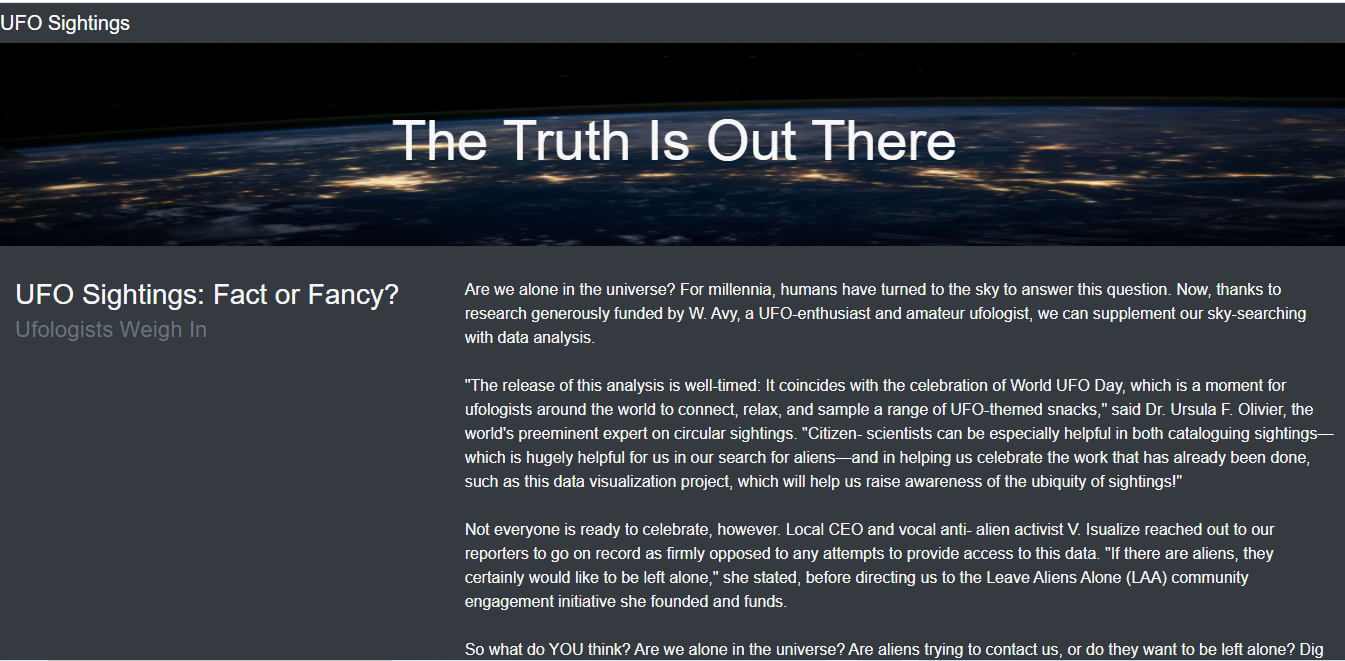 UFO Sightings
The Truth Is Out There
UFO Sightings: Fact or Fancy?
Ufologists Weigh In
Are we alone in the universe? For millennia, humans have turned to the sky to answer this question. Now, thanks to
research generously funded by W. Avy, a UFO-enthusiast and amateur ufologist, we can supplement our sky-searching
with data analysis.
"The release of this analysis is well-timed: It coincides with the celebration of World UFO Day, which is a moment for
ufologists around the world to connect, relax, and sample a range of UFO-themed snacks," said Dr. Ursula F. Olivier, the
world's preeminent expert on circular sightings. "Citizen- scientists can be especially helpful in both cataloguing sightings—
which is hugely helpful for us in our search for aliens—and in helping us celebrate the work that has already been done,
such as this data visualization project, which will help us raise awareness of the ubiquity of sightings!"
Not everyone is ready to celebrate, however. Local CEO and vocal anti- alien activist V. Isualize reached out to our
reporters to go on record as firmly opposed to any attempts to provide access to this data. "If there are aliens, they
certainly would like to be left alone," she stated, before directing us to the Leave Aliens Alone (LAA) community
engagement initiative she founded and funds.
So what do YOU think? Are we alone in the universe? Are aliens trying to contact us, or do they want to be left alone? Dig